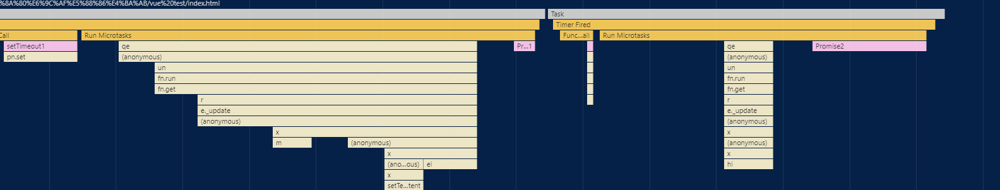 %8A%80%E6%9C%AF%E5%88%86%E4%BA%AB/vue%20test/index.html
Task
Timer Fired
Call Run Microtasks Func...all Run Microtasks
setTimeout1 qe Pr...1 qe Promise2
pn.set (anonymous) (anonymous)
un un
fn.run fn.run
fn.get fn.get
r r
e._update e._update
(anonymous) (anonymous)
x x
m (anonymous) (anonymous)
x x
(ano...ous) ei hi
x
setTe...tent